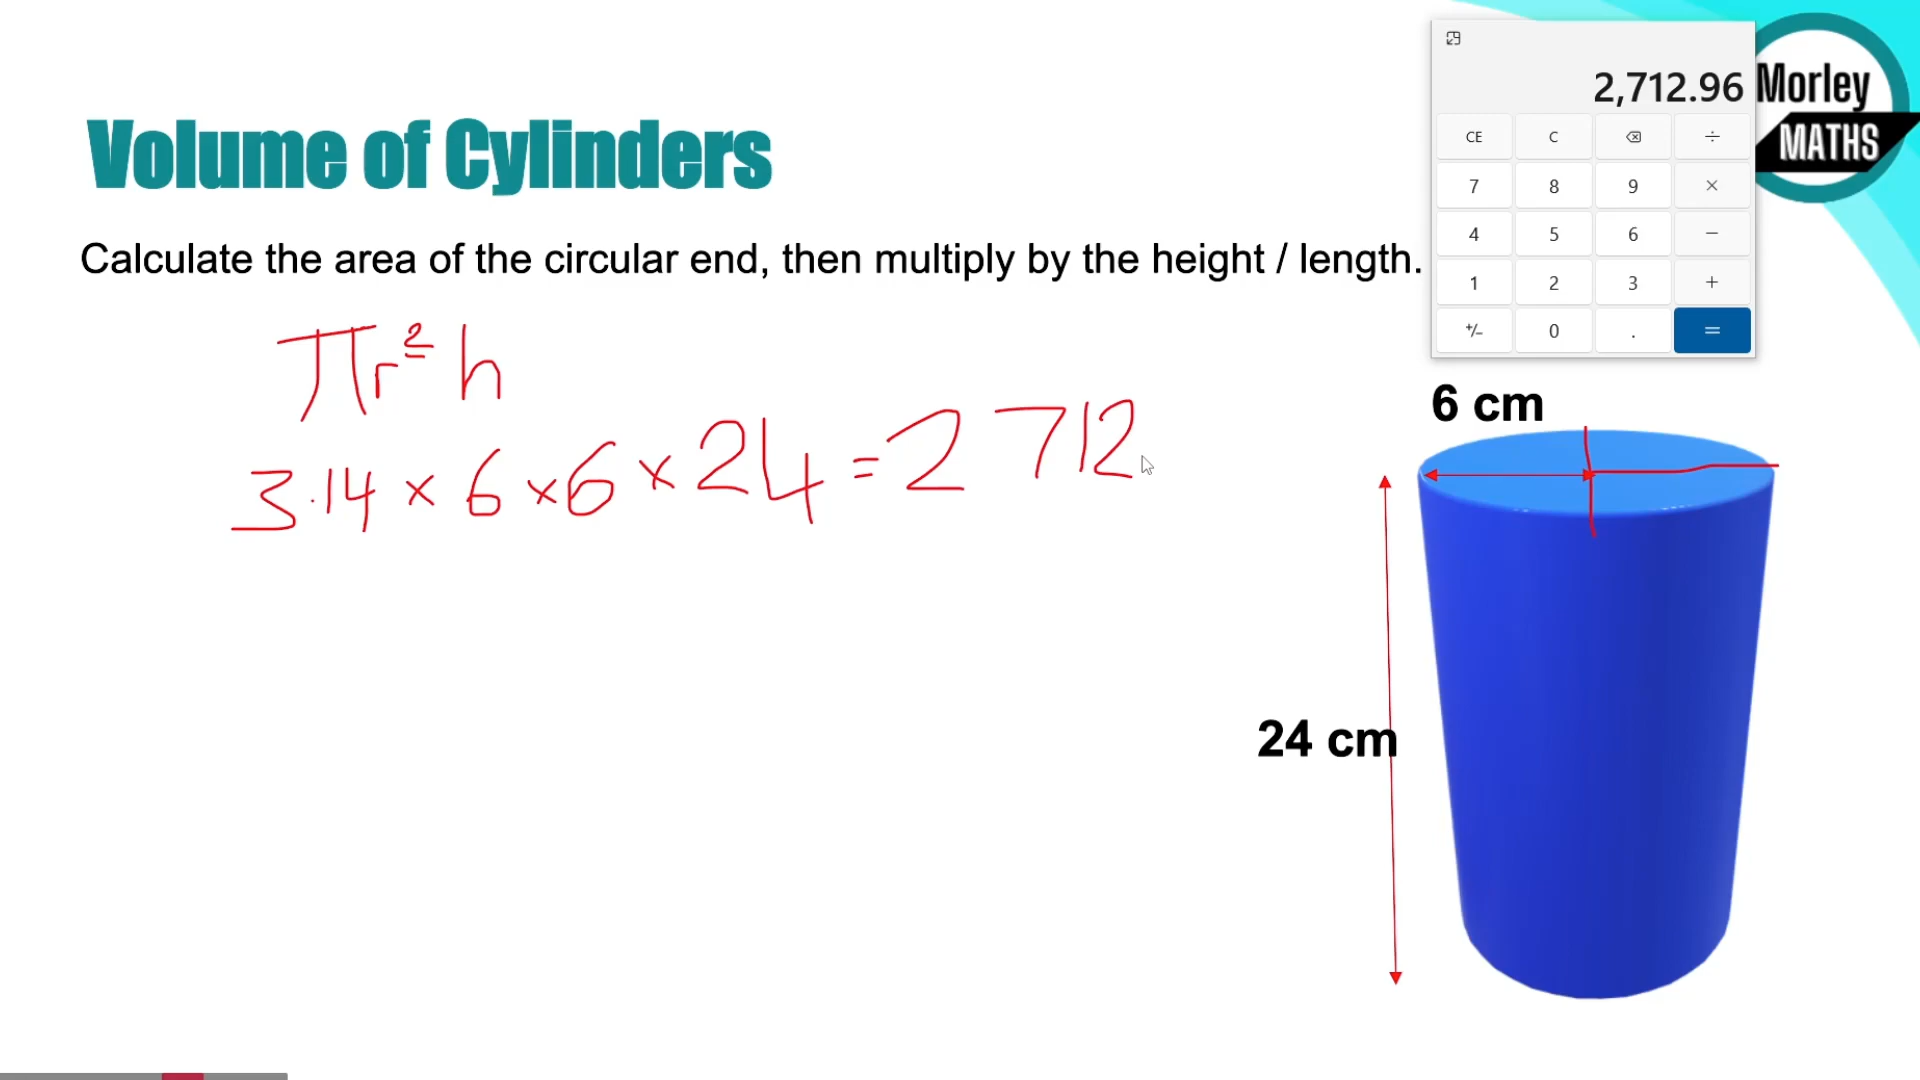 2,712.96
Morley
MATHS
CE C ÷
7 8 9 ×
4 5 6 −
1 2 3 +
+/− 0 . =
Volume of Cylinders
Calculate the area of the circular end, then multiply by the height / length.
πr² h
3.14 × 6 × 6 × 24 = 2712
6 cm
24 cm